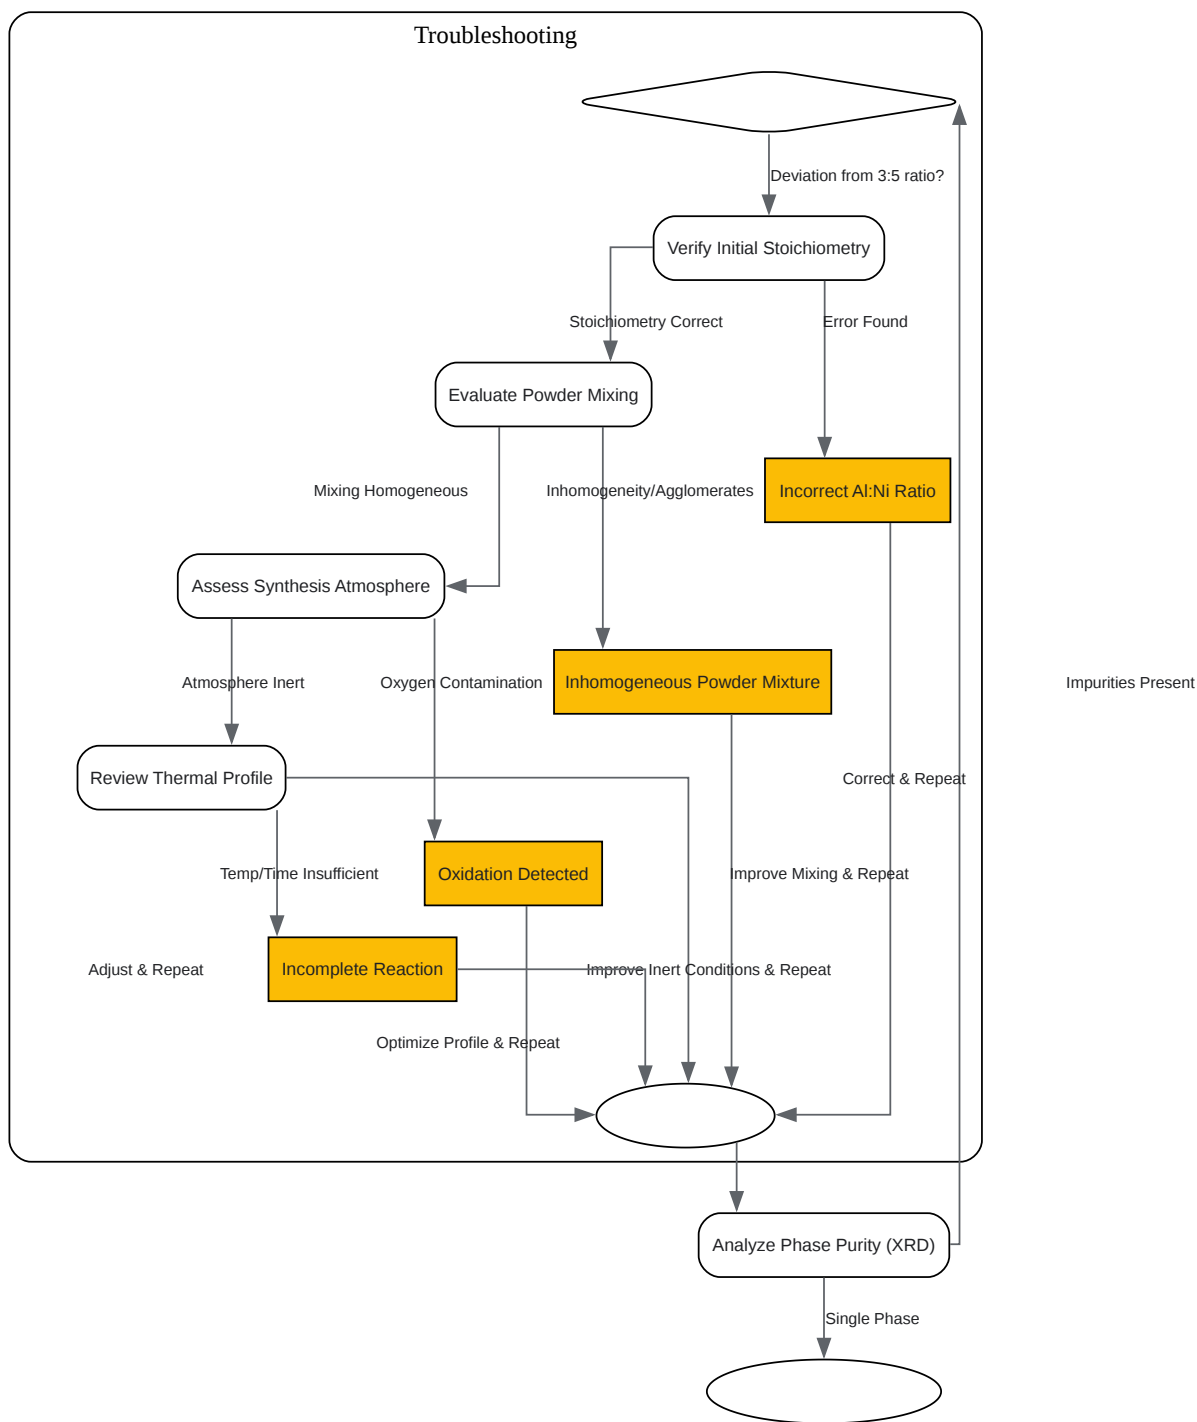 Troubleshooting
Deviation from 3:5 ratio?
Verify Initial Stoichiometry
Stoichiometry Correct
Error Found
Evaluate Powder Mixing
Mixing Homogeneous
Inhomogeneity/Agglomerates
Incorrect Al:Ni Ratio
Assess Synthesis Atmosphere
Atmosphere Inert
Oxygen Contamination
Inhomogeneous Powder Mixture
Impurities Present
Review Thermal Profile
Correct & Repeat
Temp/Time Insufficient
Oxidation Detected
Improve Mixing & Repeat
Adjust & Repeat
Incomplete Reaction
Improve Inert Conditions & Repeat
Optimize Profile & Repeat
Analyze Phase Purity (XRD)
Single Phase